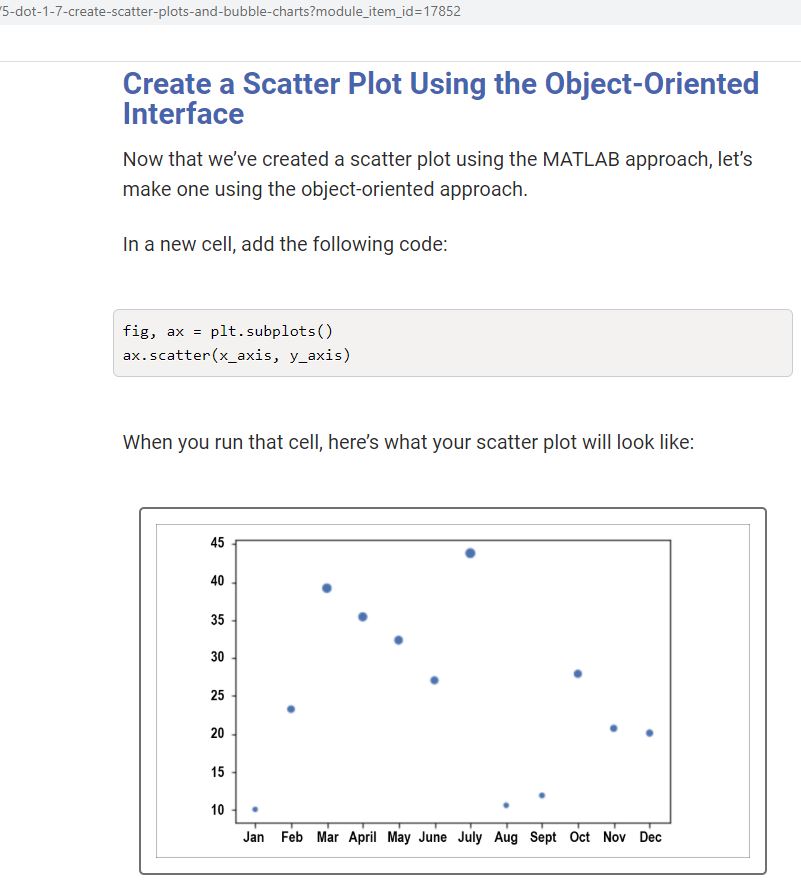 /5-dot-1-7-create-scatter-plots-and-bubble-charts?module_item_id=17852
Create a Scatter Plot Using the Object-Oriented
Interface
Now that we’ve created a scatter plot using the MATLAB approach, let’s
make one using the object-oriented approach.
In a new cell, add the following code:
fig, ax = plt.subplots()
ax.scatter(x_axis, y_axis)
When you run that cell, here’s what your scatter plot will look like:
45
40
35
30
25
20
15
10
Jan Feb Mar April May June July Aug Sept Oct Nov Dec